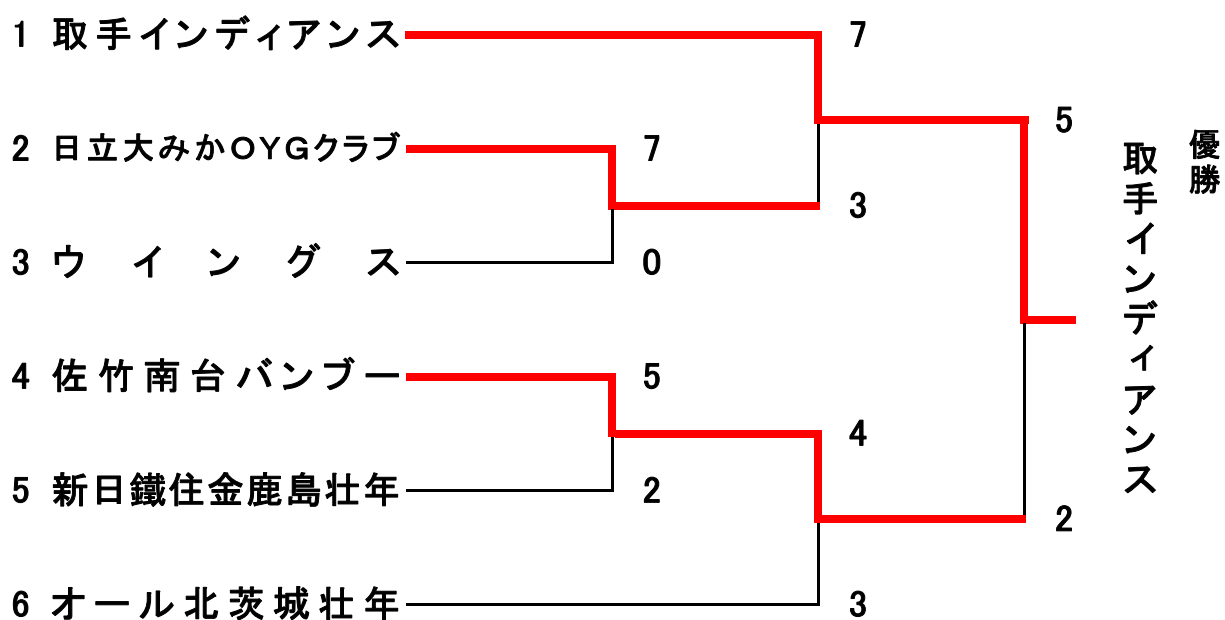 1 取手インディアンス
7
5
優勝
取手インディアンス
2 日立大みかOYGクラブ
7
3
3 ウイングス
0
4 佐竹南台バンブー
5
4
5 新日鐵住金鹿島壮年
2
2
6 オール北茨城壮年
3